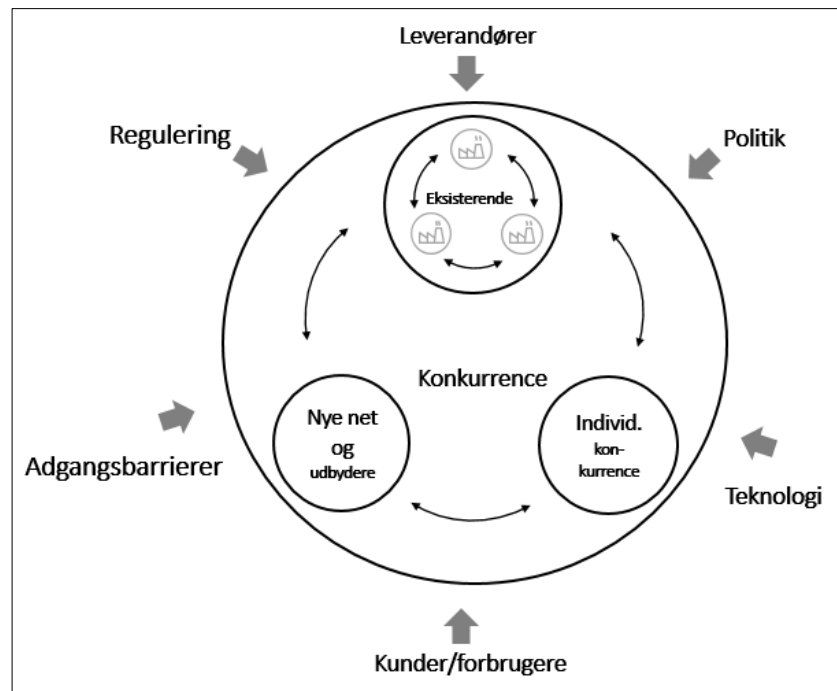 Leverandører
Regulering
Politik
Eksisterende
Konkurrence
Nye net
og
udbydere
Individ.
kon-
kurrence
Adgangsbarrierer
Teknologi
Kunder/forbrugere